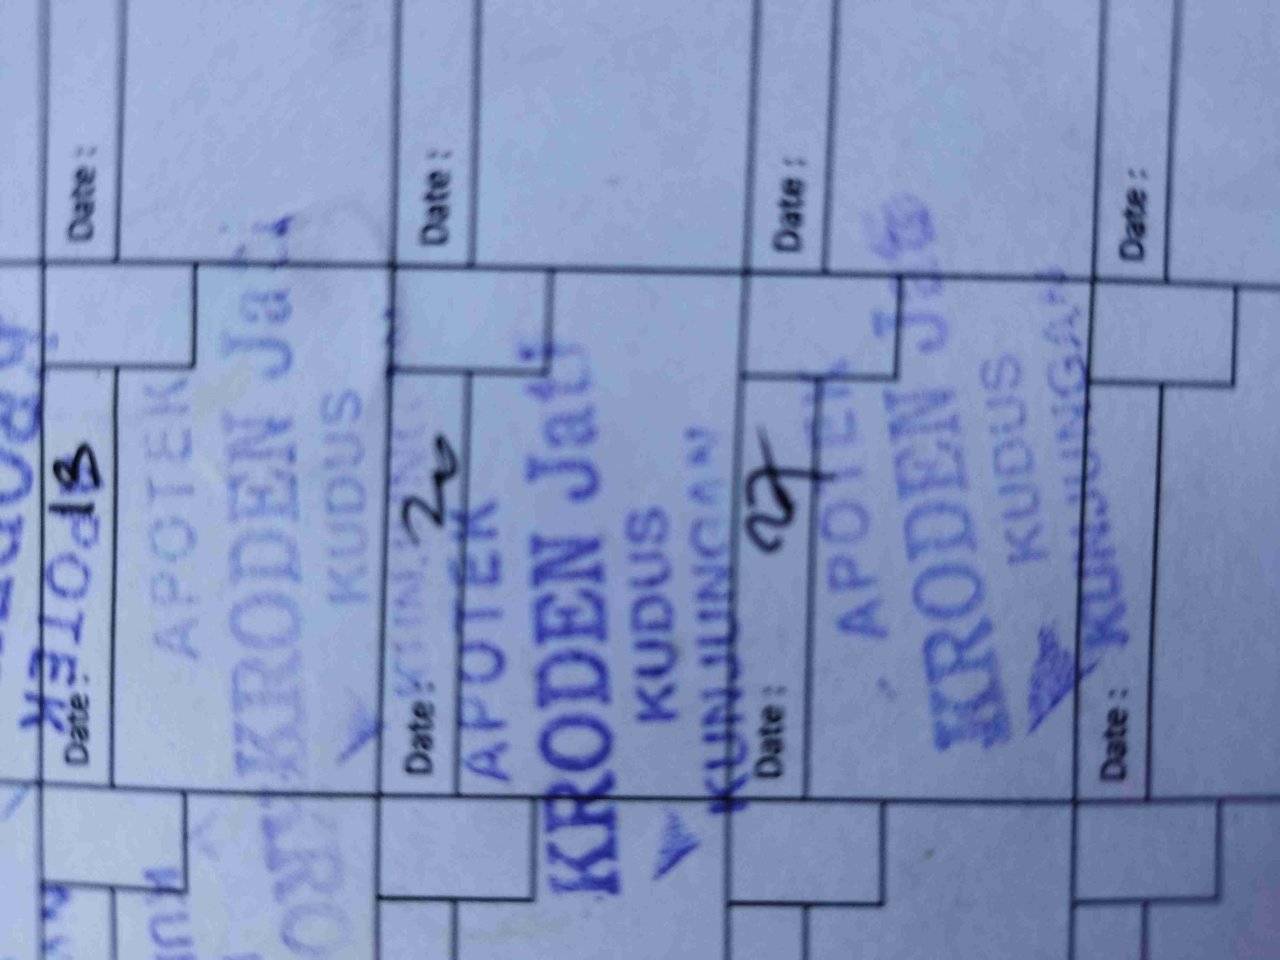 Date:
Date:
Date:
Date:
Date: 18
APOTEK
APOTEK
KRODEN Jati
KUDUS
Date: 20
APOTEK
KRODEN Jati
KUDUS
KUNJUNGAN
Date: 27
APOTEK
KRODEN Jati
KUDUS
KUNJUNGAN
Date: